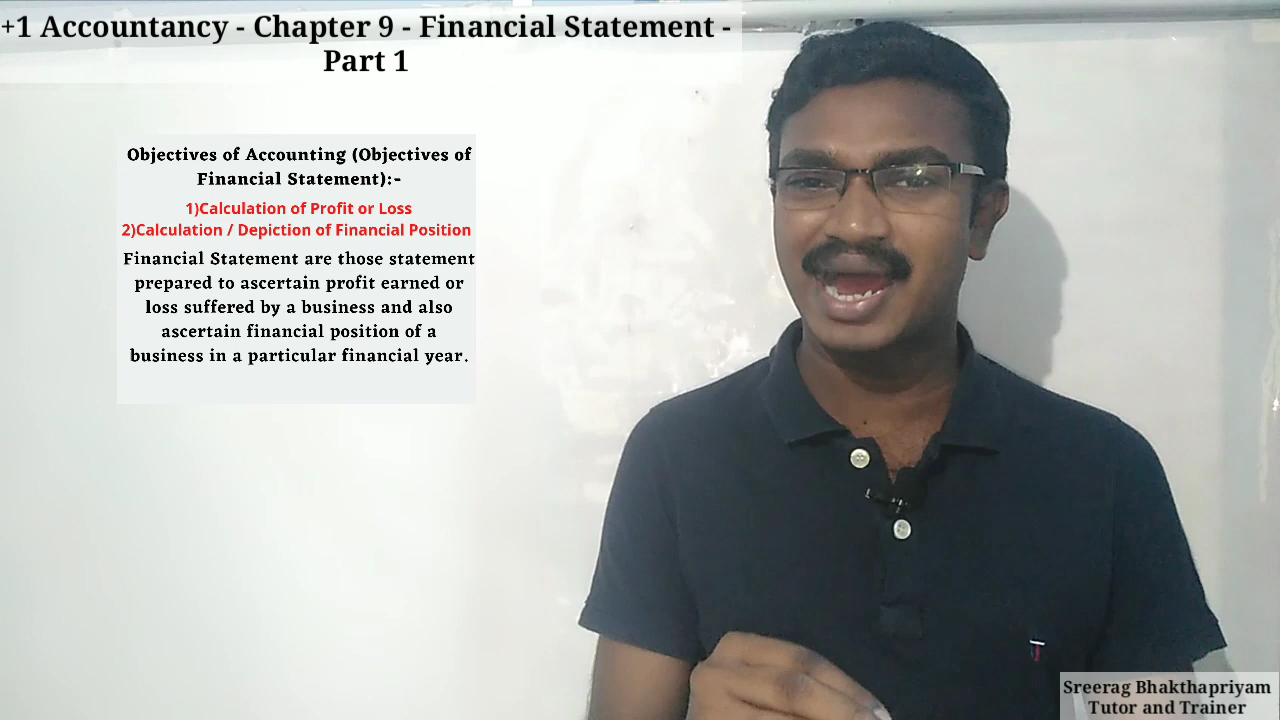 +1 Accountancy - Chapter 9 - Financial Statement -
Part 1
Objectives of Accounting (Objectives of
Financial Statement):-
1)Calculation of Profit or Loss
2)Calculation / Depiction of Financial Position
Financial Statement are those statement
prepared to ascertain profit earned or
loss suffered by a business and also
ascertain financial position of a
business in a particular financial year.
Sreerag Bhakthapriyam
Tutor and Trainer